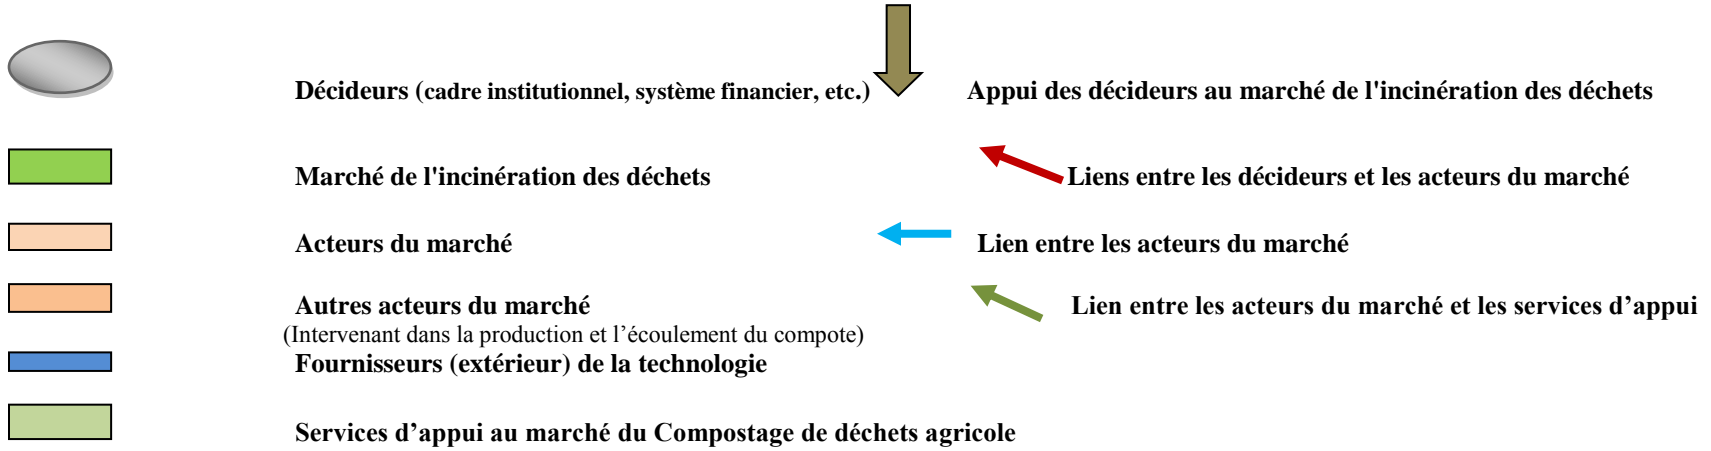 Décideurs (cadre institutionnel, système financier, etc.) Appui des décideurs au marché de l'incinération des déchets
Marché de l'incinération des déchets Liens entre les décideurs et les acteurs du marché
Acteurs du marché Lien entre les acteurs du marché
Autres acteurs du marché Lien entre les acteurs du marché et les services d’appui
(Intervenant dans la production et l’écoulement du compote)
Fournisseurs (extérieur) de la technologie
Services d’appui au marché du Compostage de déchets agricole